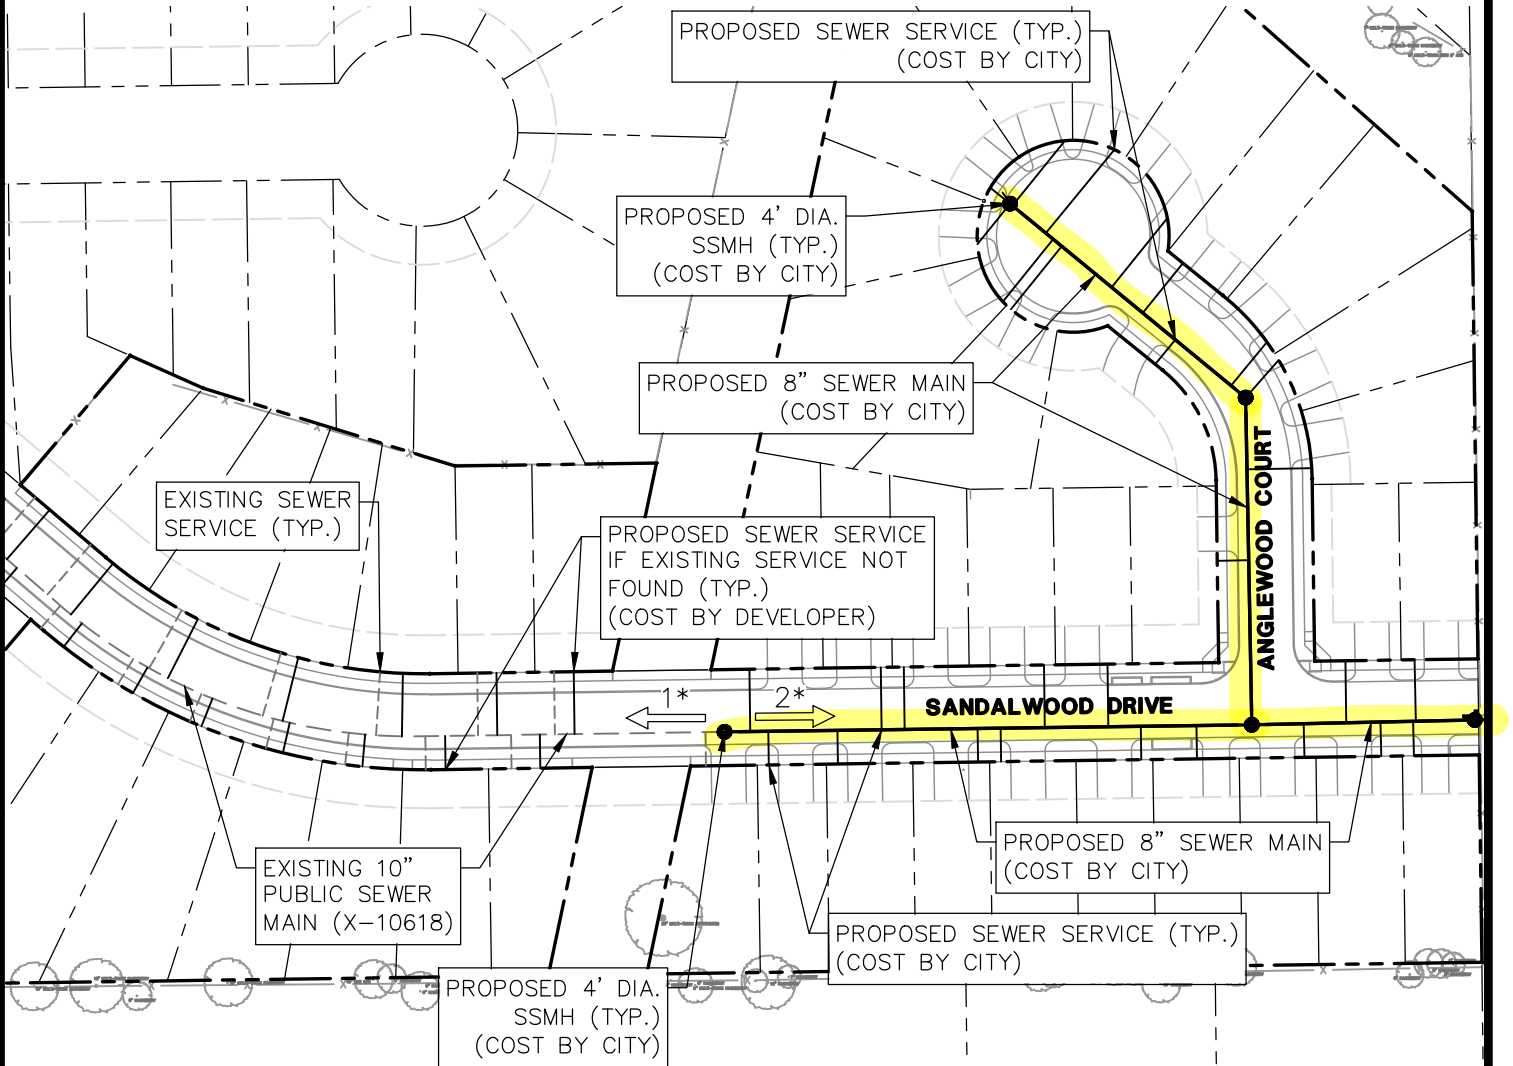 PROPOSED SEWER SERVICE (TYP.)
(COST BY CITY)
PROPOSED 4' DIA.
SSMH (TYP.)
(COST BY CITY)
PROPOSED 8" SEWER MAIN
(COST BY CITY)
EXISTING SEWER
SERVICE (TYP.)
PROPOSED SEWER SERVICE
IF EXISTING SERVICE NOT
FOUND (TYP.)
(COST BY DEVELOPER)
ANGLEWOOD COURT
1*
2*
SANDALWOOD DRIVE
EXISTING 10"
PUBLIC SEWER
MAIN (X-10618)
PROPOSED 8" SEWER MAIN
(COST BY CITY)
PROPOSED SEWER SERVICE (TYP.)
(COST BY CITY)
PROPOSED 4' DIA.
SSMH (TYP.)
(COST BY CITY)